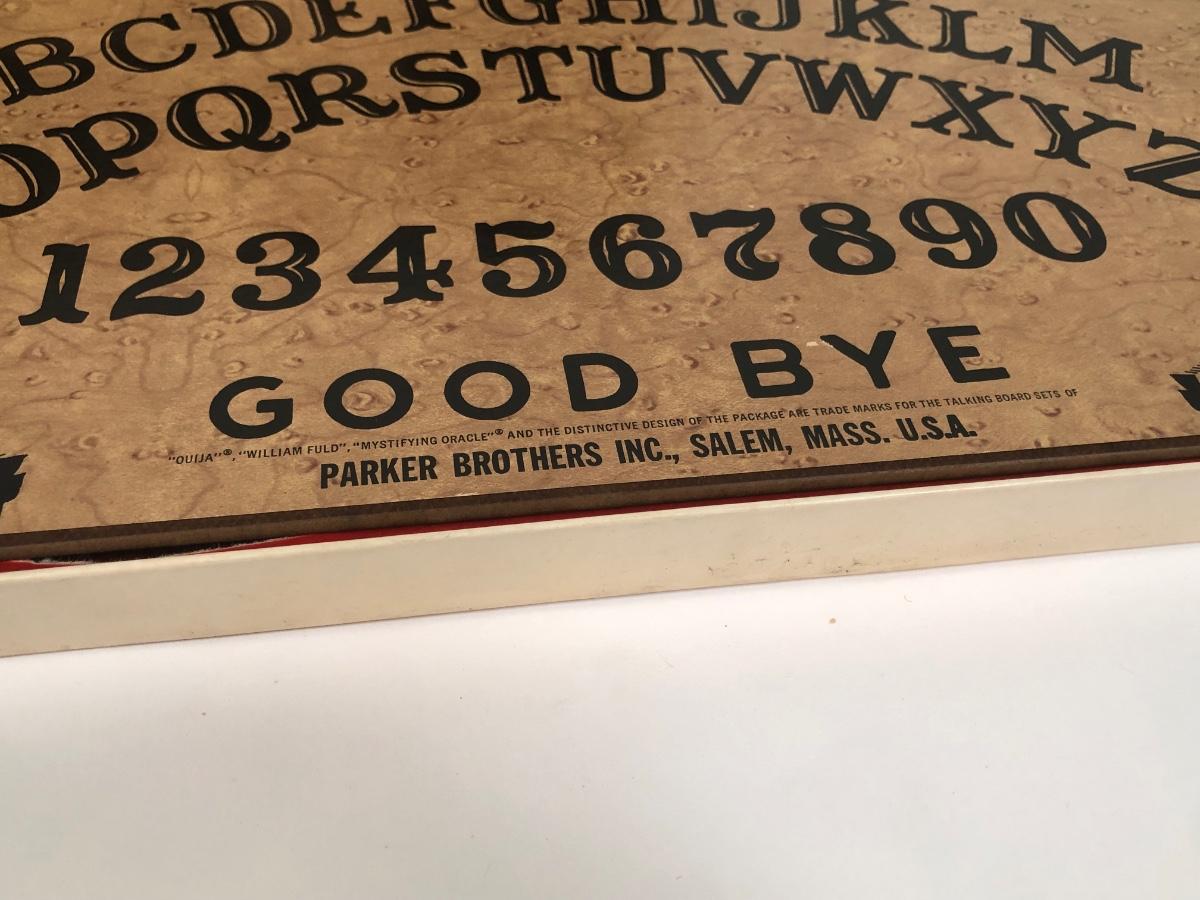 BCDEFGHIJKLM
OPQRSTUVWXYZ
1234567890
GOOD BYE
"OUIJA"®, "WILLIAM FULD", "MYSTIFYING ORACLE"® AND THE DISTINCTIVE DESIGN OF THE PACKAGE ARE TRADE MARKS FOR THE TALKING BOARD SETS OF
PARKER BROTHERS INC., SALEM, MASS. U.S.A.